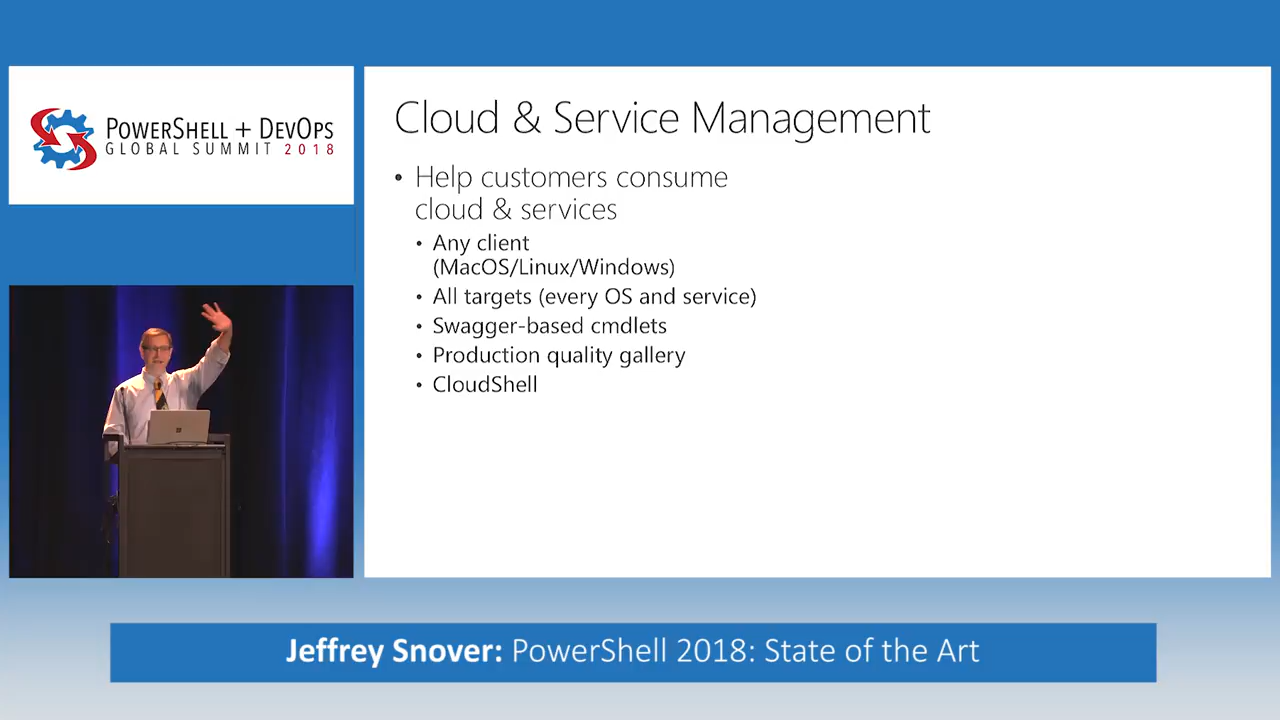 POWERSHELL + DEVOPS
GLOBAL SUMMIT 2018
Cloud & Service Management
• Help customers consume
cloud & services
• Any client
(MacOS/Linux/Windows)
• All targets (every OS and service)
• Swagger-based cmdlets
• Production quality gallery
• CloudShell
Jeffrey Snover: PowerShell 2018: State of the Art